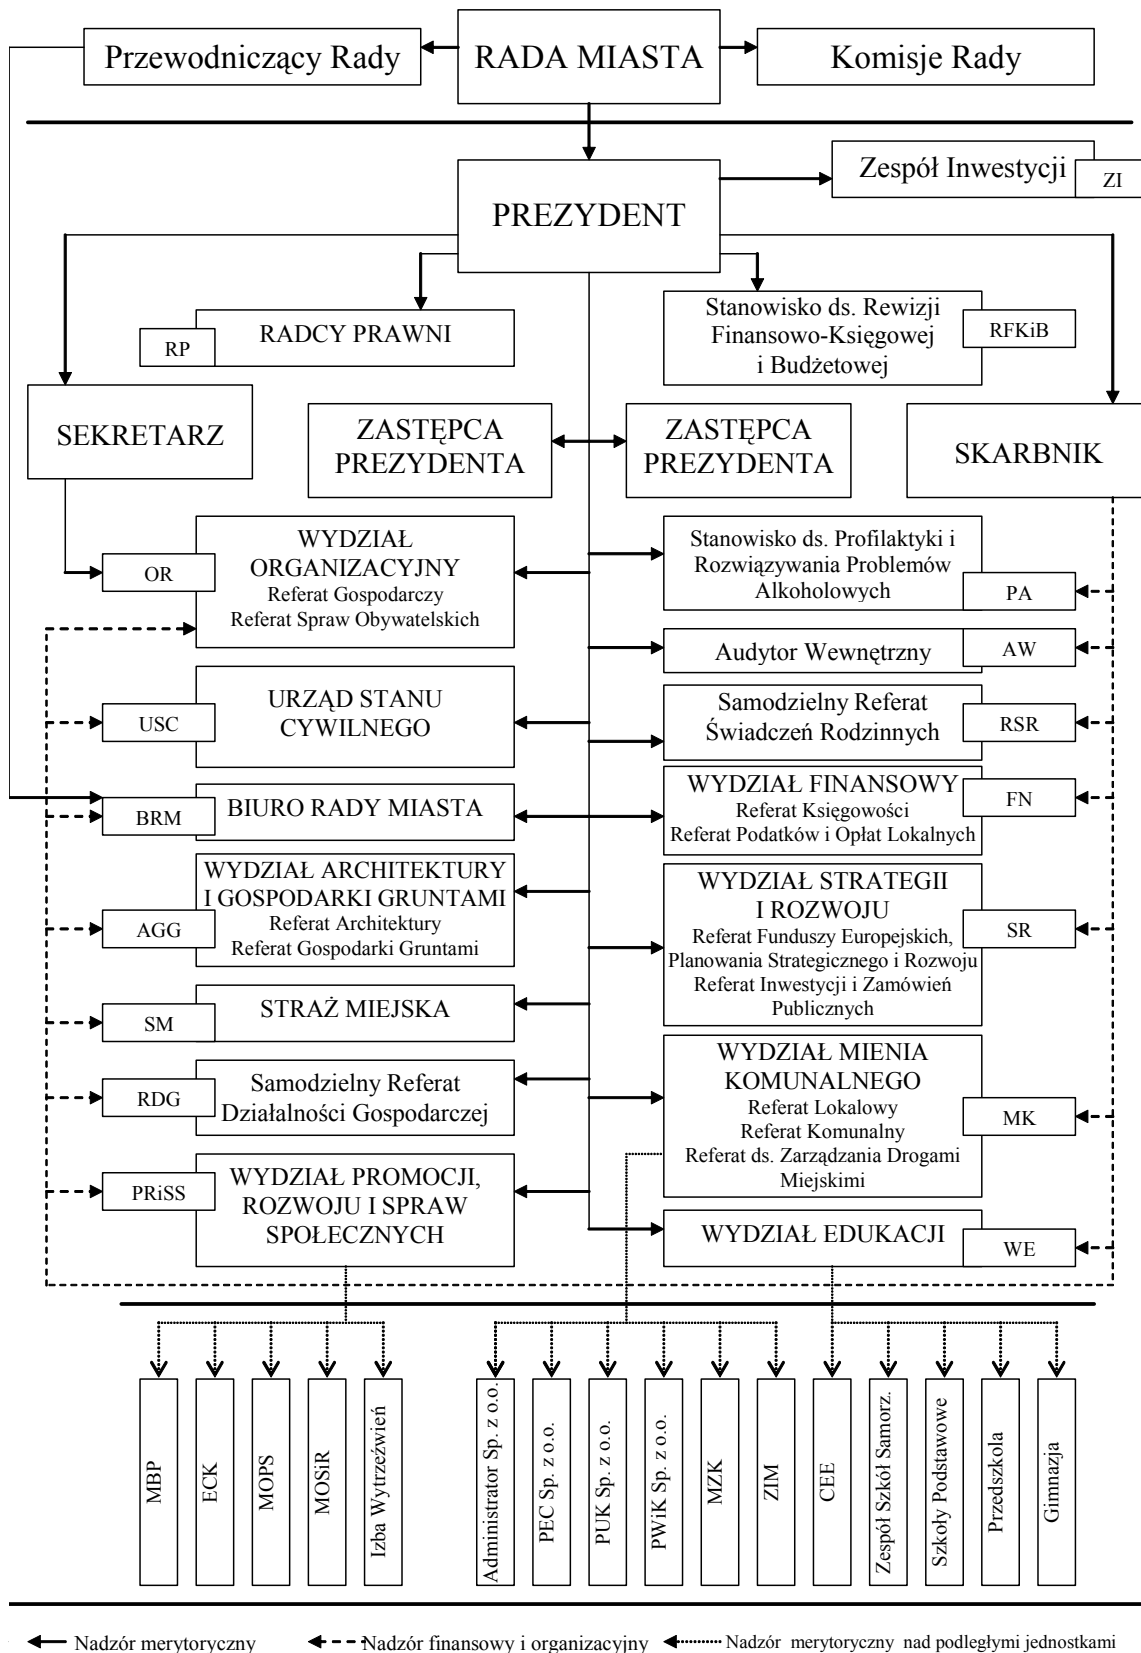 Przewodniczący Rady
RADA MIASTA
Komisje Rady
Zespół Inwestycji
ZI
PREZYDENT
RADCY PRAWNI
RP
Stanowisko ds. Rewizji
Finansowo-Księgowej
i Budżetowej
RFKiB
SEKRETARZ
ZASTĘPCA
PREZYDENTA
ZASTĘPCA
PREZYDENTA
SKARBNIK
WYDZIAŁ
ORGANIZACYJNY
Referat Gospodarczy
Referat Spraw Obywatelskich
OR
Stanowisko ds. Profilaktyki i
Rozwiązywania Problemów
Alkoholowych
PA
Audytor Wewnętrzny
AW
URZĄD STANU
CYWILNEGO
USC
Samodzielny Referat
Świadczeń Rodzinnych
RSR
BIURO RADY MIASTA
BRM
WYDZIAŁ FINANSOWY
Referat Księgowości
Referat Podatków i Opłat Lokalnych
FN
WYDZIAŁ ARCHITEKTURY
I GOSPODARKI GRUNTAMI
Referat Architektury
Referat Gospodarki Gruntami
AGG
WYDZIAŁ STRATEGII
I ROZWOJU
Referat Funduszy Europejskich,
Planowania Strategicznego i Rozwoju
Referat Inwestycji i Zamówień
Publicznych
SR
STRAŻ MIEJSKA
SM
Samodzielny Referat
Działalności Gospodarczej
RDG
WYDZIAŁ MIENIA
KOMUNALNEGO
Referat Lokalowy
Referat Komunalny
Referat ds. Zarządzania Drogami
Miejskimi
MK
WYDZIAŁ PROMOCJI,
ROZWOJU I SPRAW
SPOŁECZNYCH
PRiSS
WYDZIAŁ EDUKACJI
WE
MBP
ECK
MOPS
MOSiR
Izba Wytrzeźwień
Administrator Sp. z o.o.
PEC Sp. z o.o.
PUK Sp. z o.o.
PWiK Sp. z o.o.
MZK
ZIM
CEE
Zespół Szkół Samorz.
Szkoły Podstawowe
Przedszkola
Gimnazja
Nadzór merytoryczny
Nadzór finansowy i organizacyjny
Nadzór merytoryczny nad podległymi jednostkami